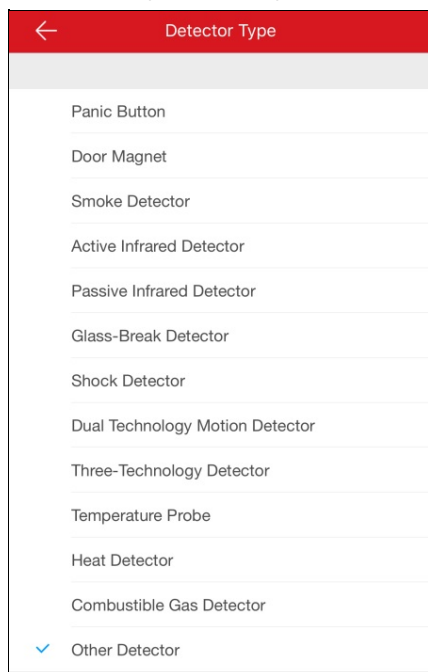 Detector Type
Panic Button
Door Magnet
Smoke Detector
Active Infrared Detector
Passive Infrared Detector
Glass-Break Detector
Shock Detector
Dual Technology Motion Detector
Three-Technology Detector
Temperature Probe
Heat Detector
Combustible Gas Detector
Other Detector